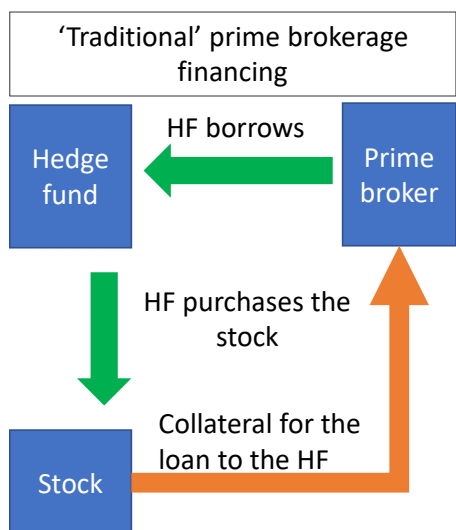 ‘Traditional’ prime brokerage
financing
HF borrows
Hedge
fund
Prime
broker
HF purchases the
stock
Collateral for the
loan to the HF
Stock